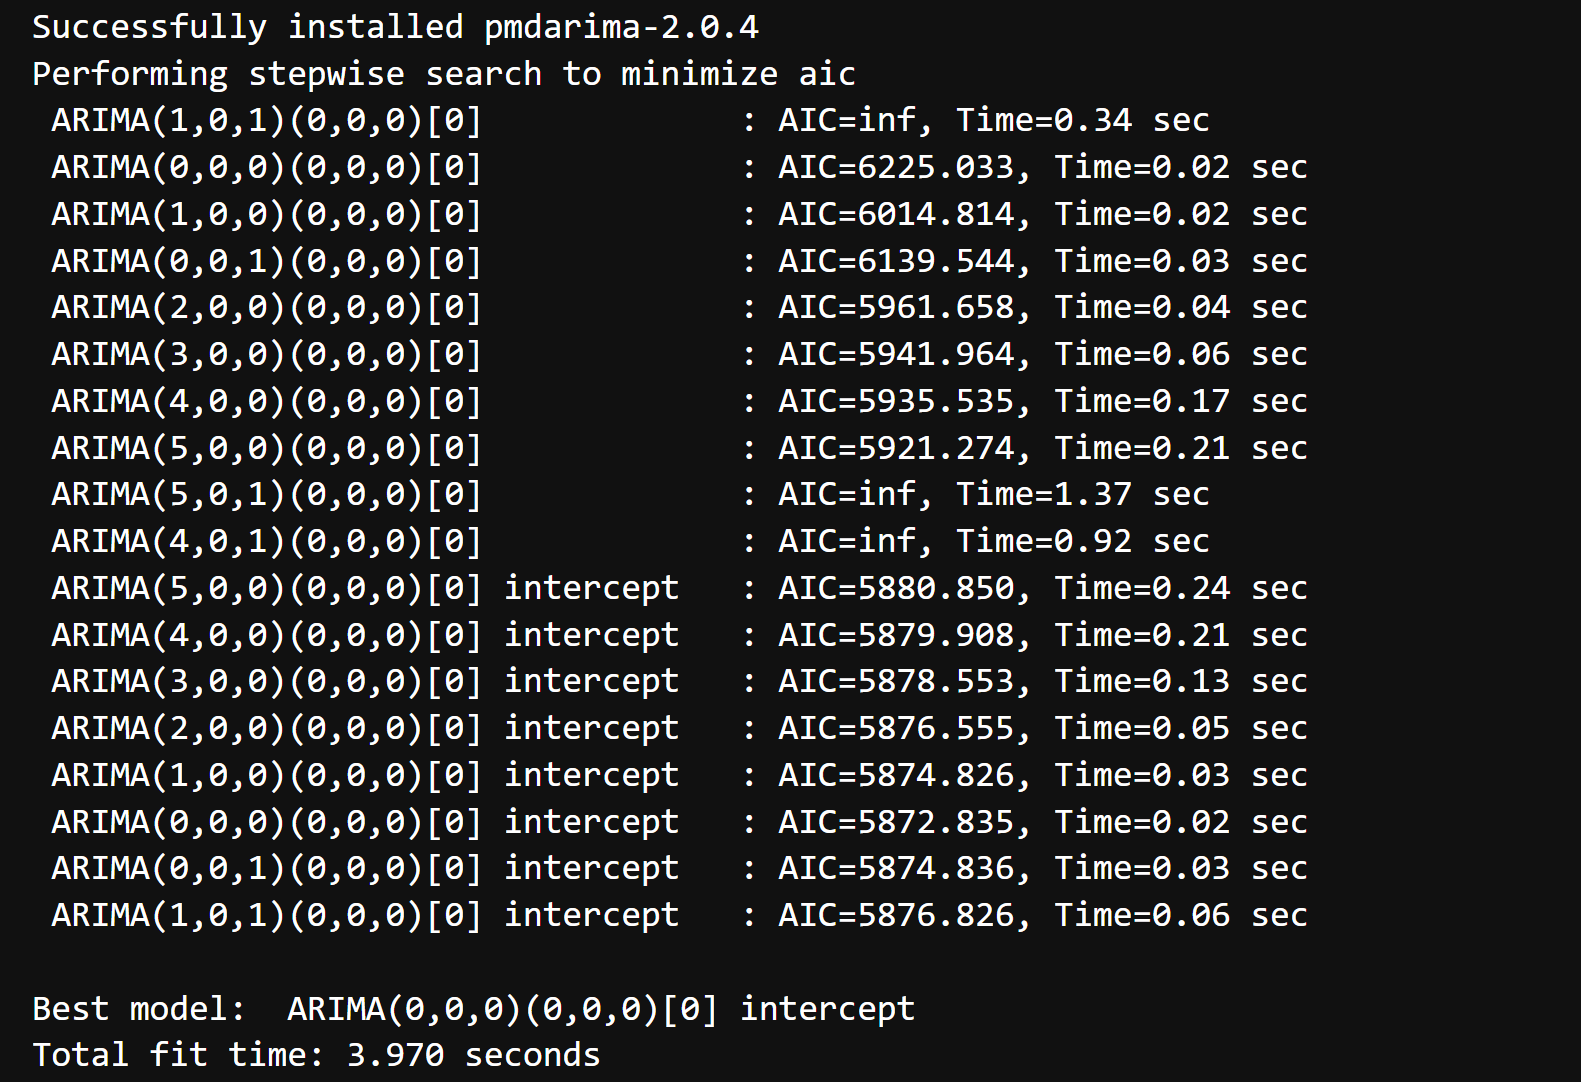 Successfully installed pmdarima-2.0.4
Performing stepwise search to minimize aic
 ARIMA(1,0,1)(0,0,0)[0]             : AIC=inf, Time=0.34 sec
 ARIMA(0,0,0)(0,0,0)[0]             : AIC=6225.033, Time=0.02 sec
 ARIMA(1,0,0)(0,0,0)[0]             : AIC=6014.814, Time=0.02 sec
 ARIMA(0,0,1)(0,0,0)[0]             : AIC=6139.544, Time=0.03 sec
 ARIMA(2,0,0)(0,0,0)[0]             : AIC=5961.658, Time=0.04 sec
 ARIMA(3,0,0)(0,0,0)[0]             : AIC=5941.964, Time=0.06 sec
 ARIMA(4,0,0)(0,0,0)[0]             : AIC=5935.535, Time=0.17 sec
 ARIMA(5,0,0)(0,0,0)[0]             : AIC=5921.274, Time=0.21 sec
 ARIMA(5,0,1)(0,0,0)[0]             : AIC=inf, Time=1.37 sec
 ARIMA(4,0,1)(0,0,0)[0]             : AIC=inf, Time=0.92 sec
 ARIMA(5,0,0)(0,0,0)[0] intercept   : AIC=5880.850, Time=0.24 sec
 ARIMA(4,0,0)(0,0,0)[0] intercept   : AIC=5879.908, Time=0.21 sec
 ARIMA(3,0,0)(0,0,0)[0] intercept   : AIC=5878.553, Time=0.13 sec
 ARIMA(2,0,0)(0,0,0)[0] intercept   : AIC=5876.555, Time=0.05 sec
 ARIMA(1,0,0)(0,0,0)[0] intercept   : AIC=5874.826, Time=0.03 sec
 ARIMA(0,0,0)(0,0,0)[0] intercept   : AIC=5872.835, Time=0.02 sec
 ARIMA(0,0,1)(0,0,0)[0] intercept   : AIC=5874.836, Time=0.03 sec
 ARIMA(1,0,1)(0,0,0)[0] intercept   : AIC=5876.826, Time=0.06 sec

Best model:  ARIMA(0,0,0)(0,0,0)[0] intercept
Total fit time: 3.970 seconds